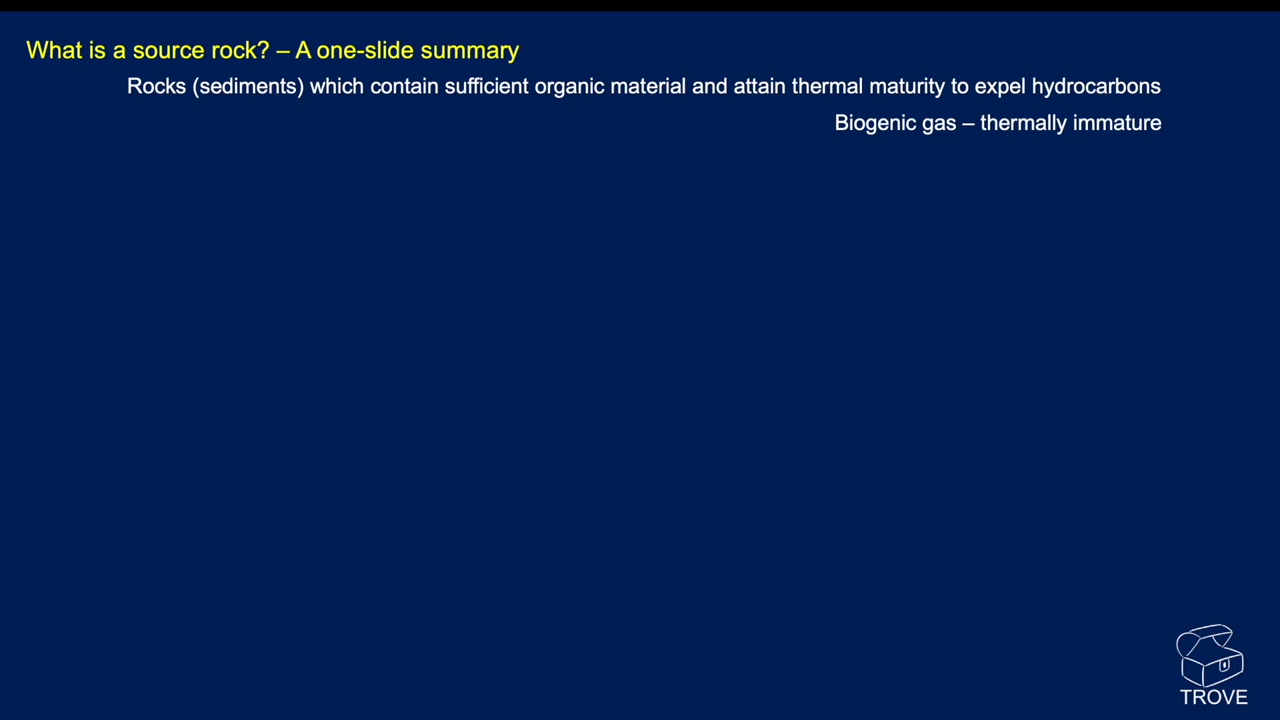 What is a source rock? – A one-slide summary
Rocks (sediments) which contain sufficient organic material and attain thermal maturity to expel hydrocarbons
Biogenic gas – thermally immature
TROVE